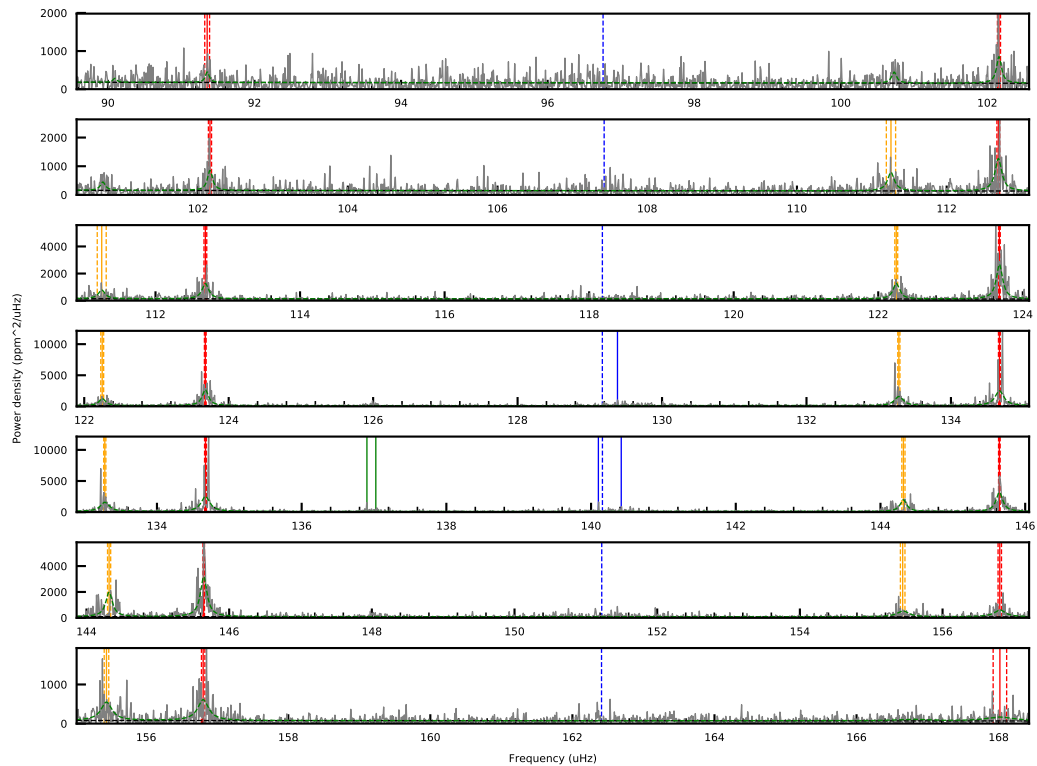 2000
1000
0
90 92 94 96 98 100 102
2000
1000
0
102 104 106 108 110 112
4000
2000
0
112 114 116 118 120 122 124
10000
5000
0
122 124 126 128 130 132 134
10000
5000
0
134 136 138 140 142 144 146
4000
2000
0
144 146 148 150 152 154 156
1000
0
156 158 160 162 164 166 168
Power density (ppm^2/uHz)
Frequency (uHz)